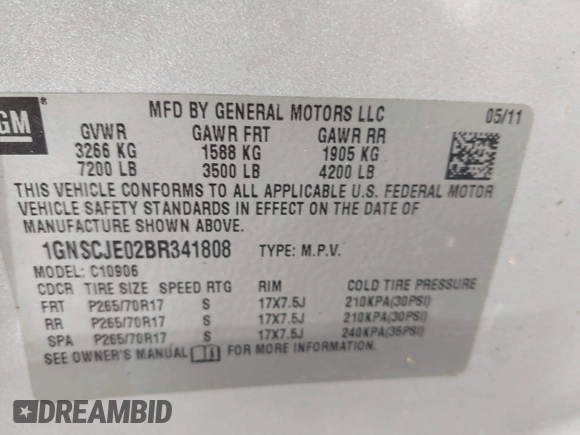 GM ®
MFD BY GENERAL MOTORS LLC 05/11
GVWR GAWR FRT GAWR RR
3266 KG 1588 KG 1905 KG
7200 LB 3500 LB 4200 LB
THIS VEHICLE CONFORMS TO ALL APPLICABLE U.S. FEDERAL MOTOR
VEHICLE SAFETY STANDARDS IN EFFECT ON THE DATE OF
MANUFACTURE SHOWN ABOVE.
1GNSCJE02BR341808 TYPE: M.P.V.
MODEL: C10906
CDCR TIRE SIZE SPEED RTG RIM COLD TIRE PRESSURE
FRT P265/70R17 S 17X7.5J 210KPA(30PSI)
RR P265/70R17 S 17X7.5J 210KPA(30PSI)
SPA P265/70R17 S 17X7.5J 240KPA(35PSI)
SEE OWNER'S MANUAL FOR MORE INFORMATION.
DREAMBID